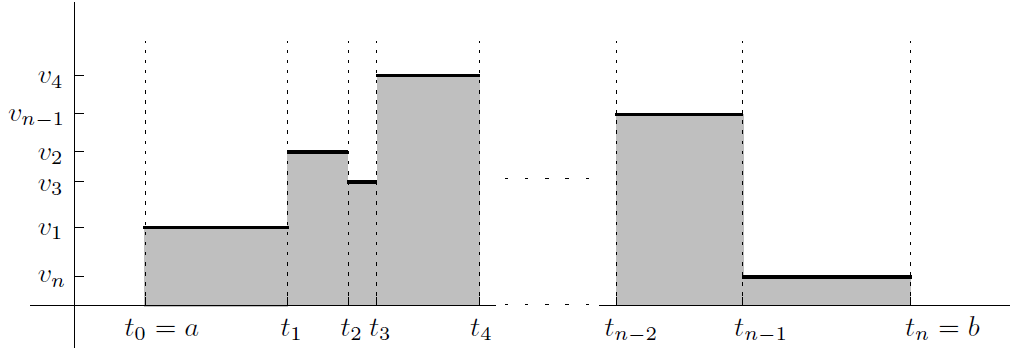 v₄
vₙ₋₁
v₂
v₃
v₁
vₙ
t₀ = a t₁ t₂ t₃ t₄ tₙ₋₂ tₙ₋₁ tₙ = b